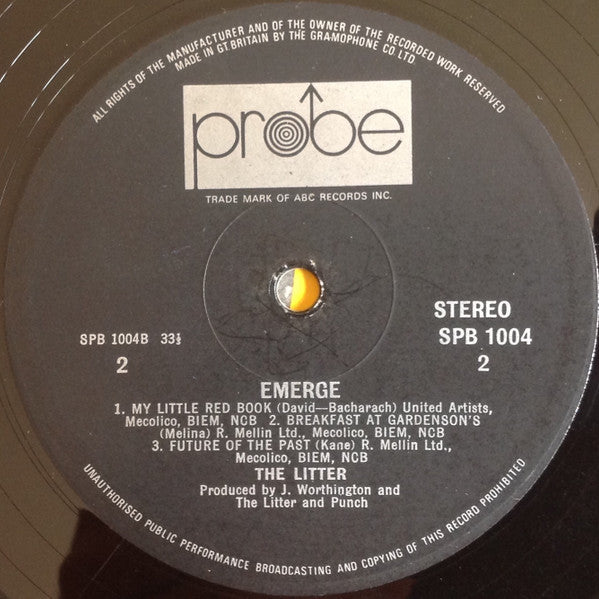 ALL RIGHTS OF THE MANUFACTURER AND OF THE OWNER OF THE RECORDED WORK RESERVED
MADE IN GT. BRITAIN BY THE GRAMOPHONE CO LTD.
probe
TRADE MARK OF ABC RECORDS INC.
STEREO
SPB 1004B 33⅓
SPB 1004
2
2
EMERGE
1. MY LITTLE RED BOOK (David—Bacharach) United Artists,
Mecolico, BIEM, NCB 2. BREAKFAST AT GARDENSON'S
(Melina) R. Mellin Ltd., Mecolico, BIEM, NCB
3. FUTURE OF THE PAST (Kane) R. Mellin Ltd.,
Mecolico, BIEM, NCB
THE LITTER
Produced by J. Worthington and
The Litter and Punch
UNAUTHORISED PUBLIC PERFORMANCE BROADCASTING AND COPYING OF THIS RECORD PROHIBITED